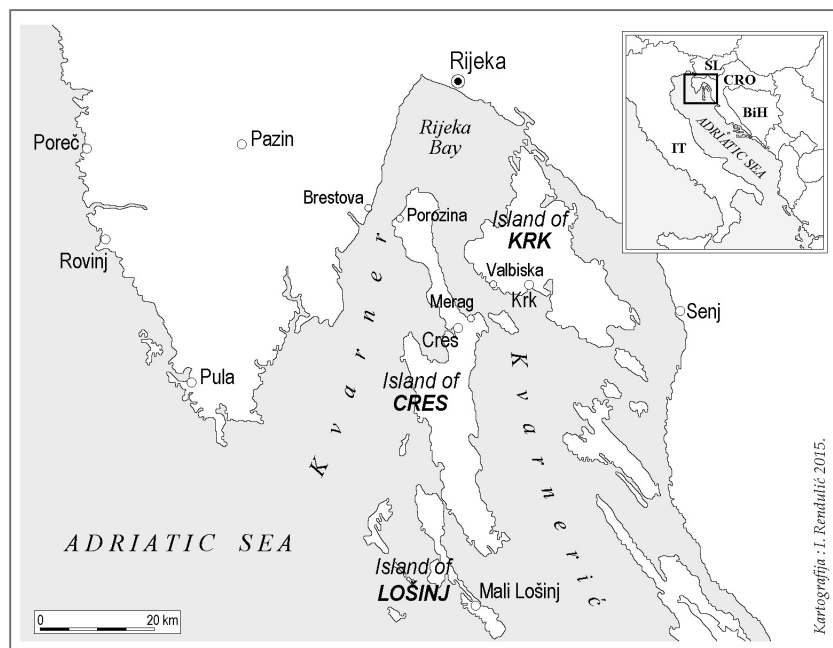 Rijeka
Rijeka
Bay
Poreč
Pazin
Brestova
Porozina
Island of
KRK
Rovinj
Valbiska
Krk
Merag
Cres
Senj
Pula
Island of
CRES
Kvarner
Kvarnerić
ADRIATIC SEA
Island of
LOŠINJ
Mali Lošinj
0 20 km
SL
CRO
BiH
IT
ADRIATIC SEA
Kartografija : I. Rendulić 2015.